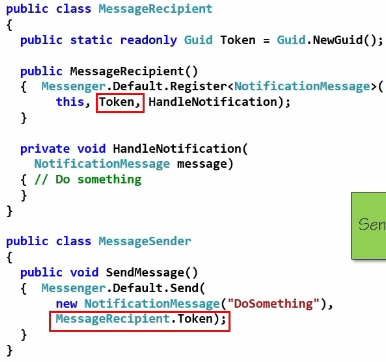 public class MessageRecipient
{
public static readonly Guid Token = Guid.NewGuid();
public MessageRecipient()
{ Messenger.Default.Register<NotificationMessage>(
this, Token, HandleNotification);
}
private void HandleNotification(
NotificationMessage message)
{ // Do something
}
}
Sen
public class MessageSender
{
public void SendMessage()
{ Messenger.Default.Send(
new NotificationMessage("DoSomething"),
MessageRecipient.Token);
}
}